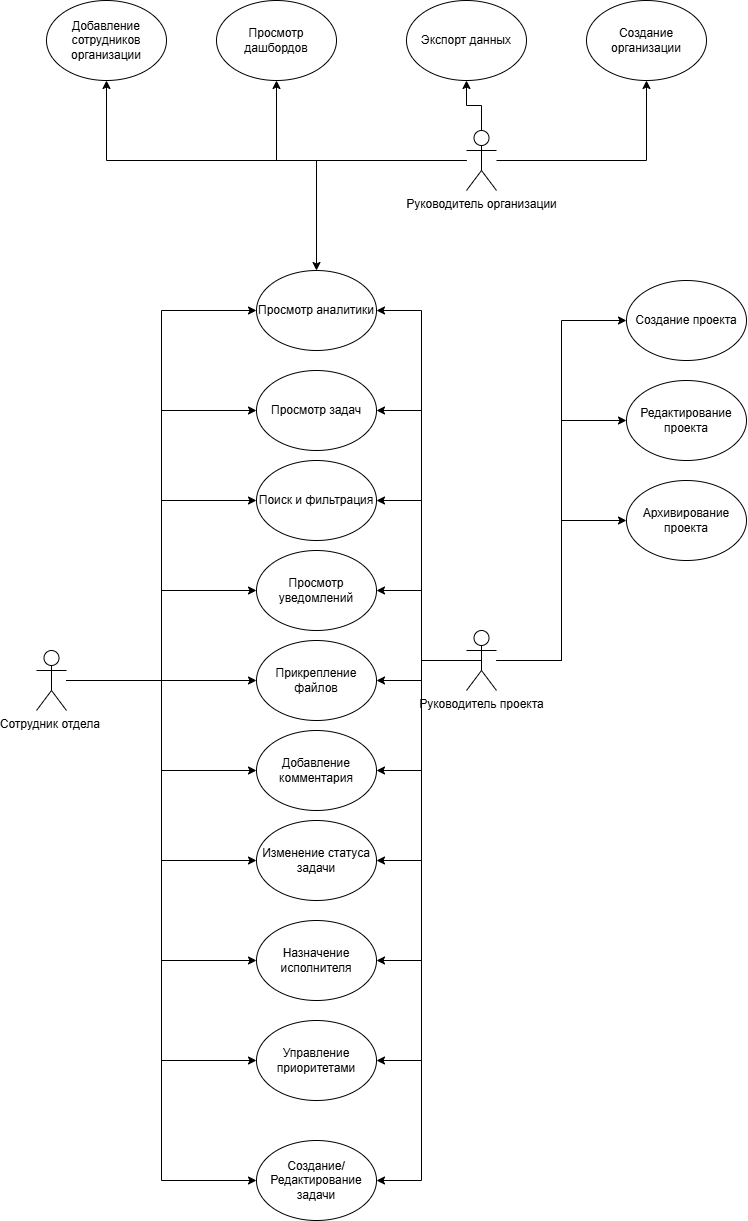 Добавление
сотрудников
организации
Просмотр
дашбордов
Экспорт данных
Создание
организации
Руководитель организации
Просмотр аналитики
Создание проекта
Просмотр задач
Редактирование
проекта
Поиск и фильтрация
Архивирование
проекта
Просмотр
уведомлений
Прикрепление
файлов
Сотрудник отдела
Руководитель проекта
Добавление
комментария
Изменение статуса
задачи
Назначение
исполнителя
Управление
приоритетами
Создание/
Редактирование
задачи